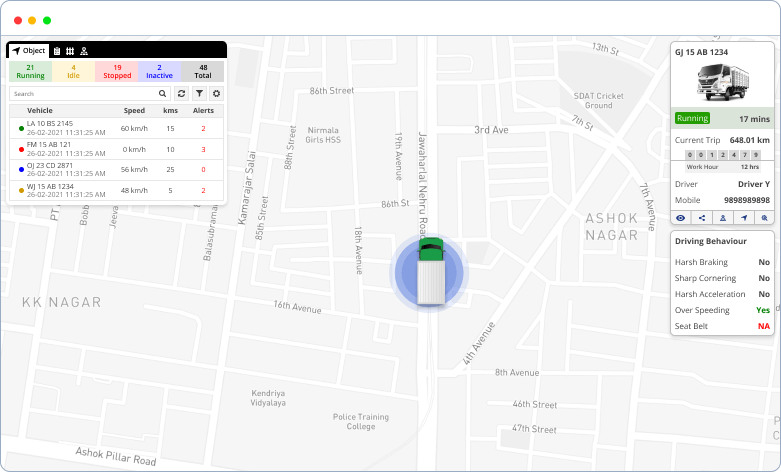 Object
21
Running
4
Idle
19
Stopped
2
Inactive
48
Total
Search
Vehicle Speed kms Alerts
LA 10 BS 2145
26-02-2021 11:31:25 AM
60 km/h 15 2
FM 15 AB 121
26-02-2021 11:31:25 AM
0 km/h 10 3
OJ 23 CD 2871
26-02-2021 11:31:25 AM
56 km/h 25 0
WJ 15 AB 1234
26-02-2021 11:31:25 AM
48 km/h 5 2
GJ 15 AB 1234
Running 17 mins
Current Trip 648.01 km
0 0 1 2 4 7 9
Work Hour 12 hrs
Driver Driver Y
Mobile 9898989898
Driving Behaviour
Harsh Braking No
Sharp Cornering No
Harsh Acceleration No
Over Speeding Yes
Seat Belt NA
13th St
86th Street
SDAT Cricket
Ground
7th St
Nirmala
Girls HSS
3rd Ave
88th Street
19th Avenue
Jawaharlal Nehru Road
Kamarajar Salai
7th Avenue
86th St
85th Street
Balasubraman
ASHOK
NAGAR
18th Avenue
KK NAGAR
16th Avenue
4th Avenue
8th Avenue
Kendriya
Vidyalaya
46th Street
Police Training
College
47th Street
Ashok Pillar Road